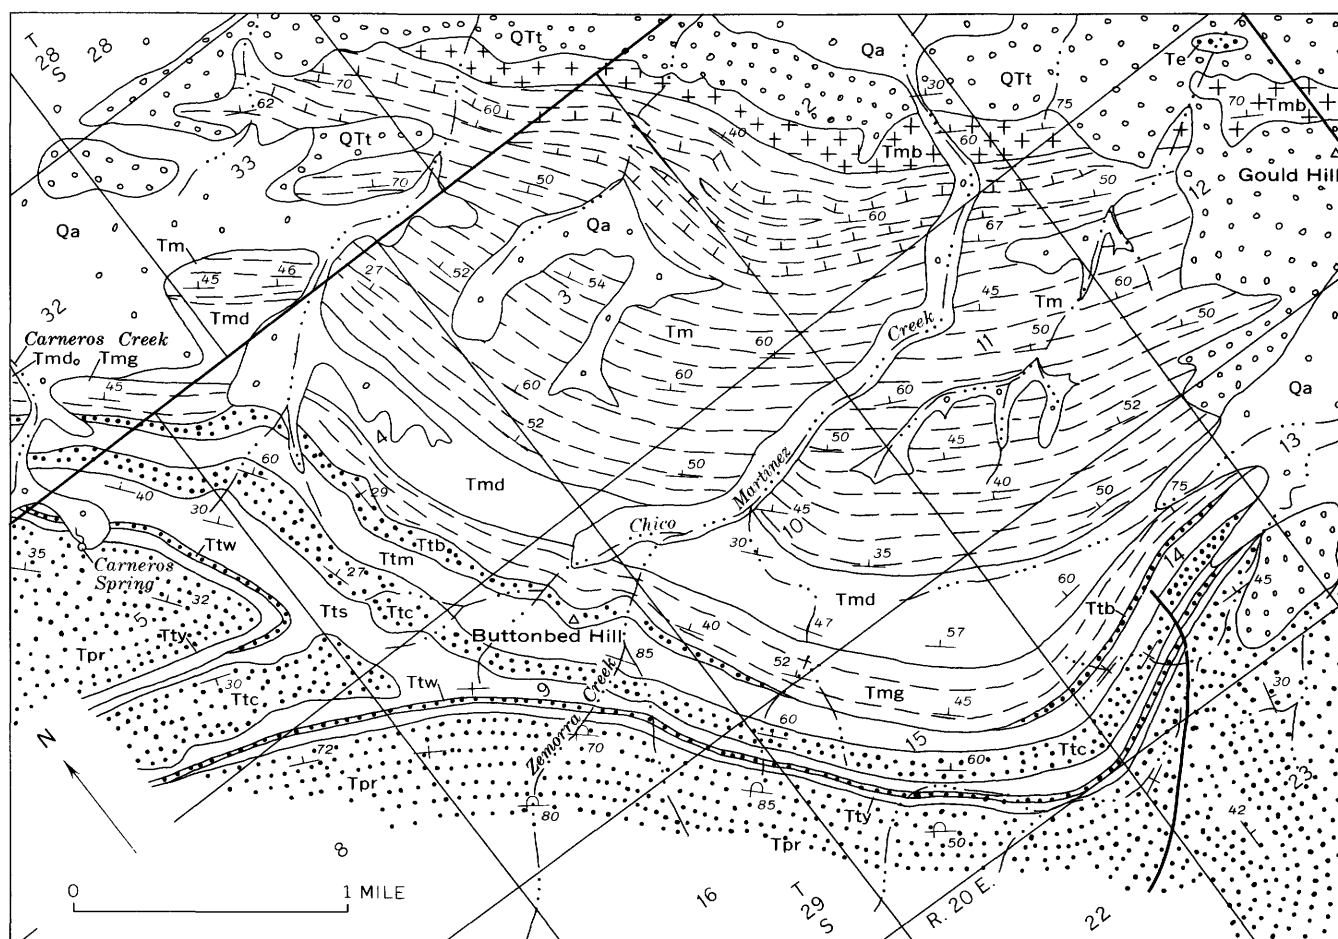 T
28
S
28
QTt
Qa
QTt
Te
30
75
2
70
Tmb
62
70
60
40
Tmb
60
QTt
33
70
50
50
12
Gould Hill
Qa
Qa
60
67
Tm
45
46
27
52
3
54
45
Tm
60
50
50
Tmd
32
Tm
Creek
11
Carneros Creek
Tmd
Tmg
60
60
60
Qa
45
52
52
4
50
45
13
60
29
Tmd
50
Martinez
40
50
75
40
30
Chico
45
10
30
35
Ttw
Ttb
Ttm
14
35
Carneros
Spring
27
60
45
32
5
Tts
Ttc
Tmd
Ttb
Tty
Buttonbed Hill
40
47
57
Tpr
85
52
30
30
Ttc
Ttw
9
Tmg
45
60
15
Ttc
60
N
72
Zemorra Creek
70
23
Tpr
80
85
Tty
50
42
Tpr
8
0
1 MILE
16
T
29
S
R. 20 E.
22